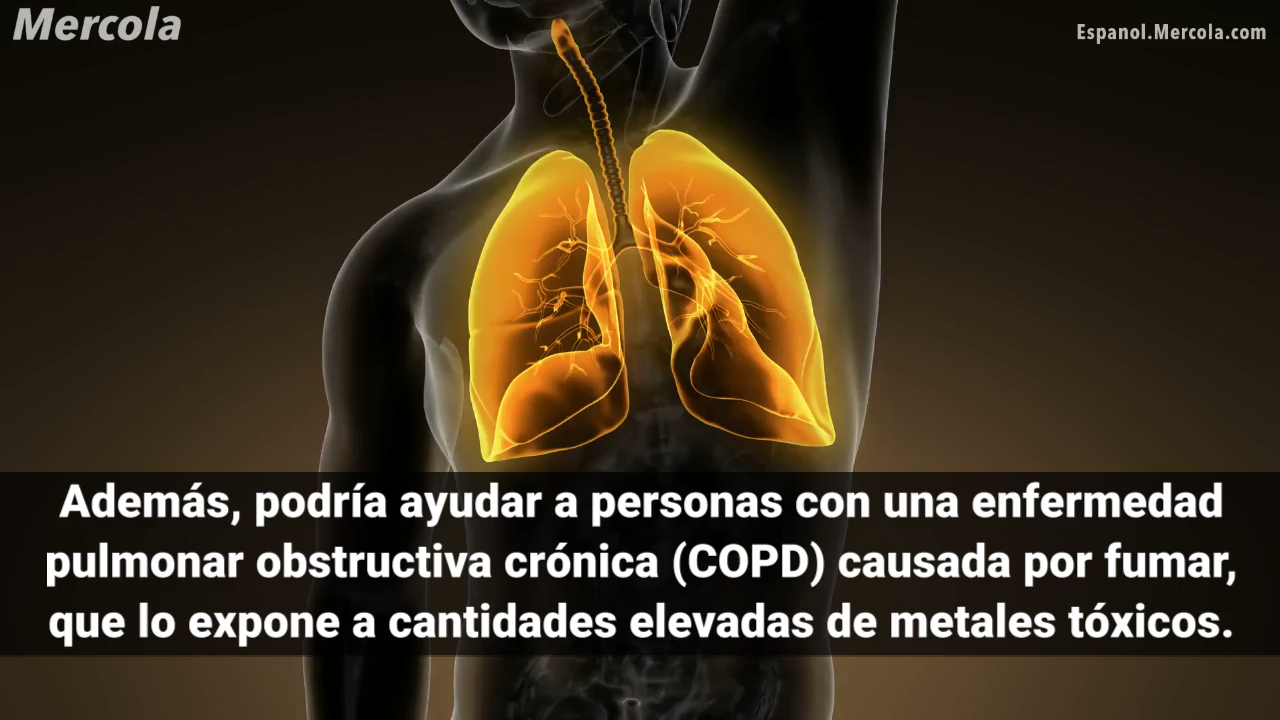 Mercola
Espanol.Mercola.com
Además, podría ayudar a personas con una enfermedad
pulmonar obstructiva crónica (COPD) causada por fumar,
que lo expone a cantidades elevadas de metales tóxicos.